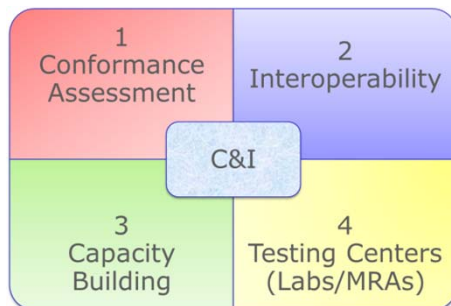 1
Conformance
Assessment
2
Interoperability
C&I
3
Capacity
Building
4
Testing Centers
(Labs/MRAs)